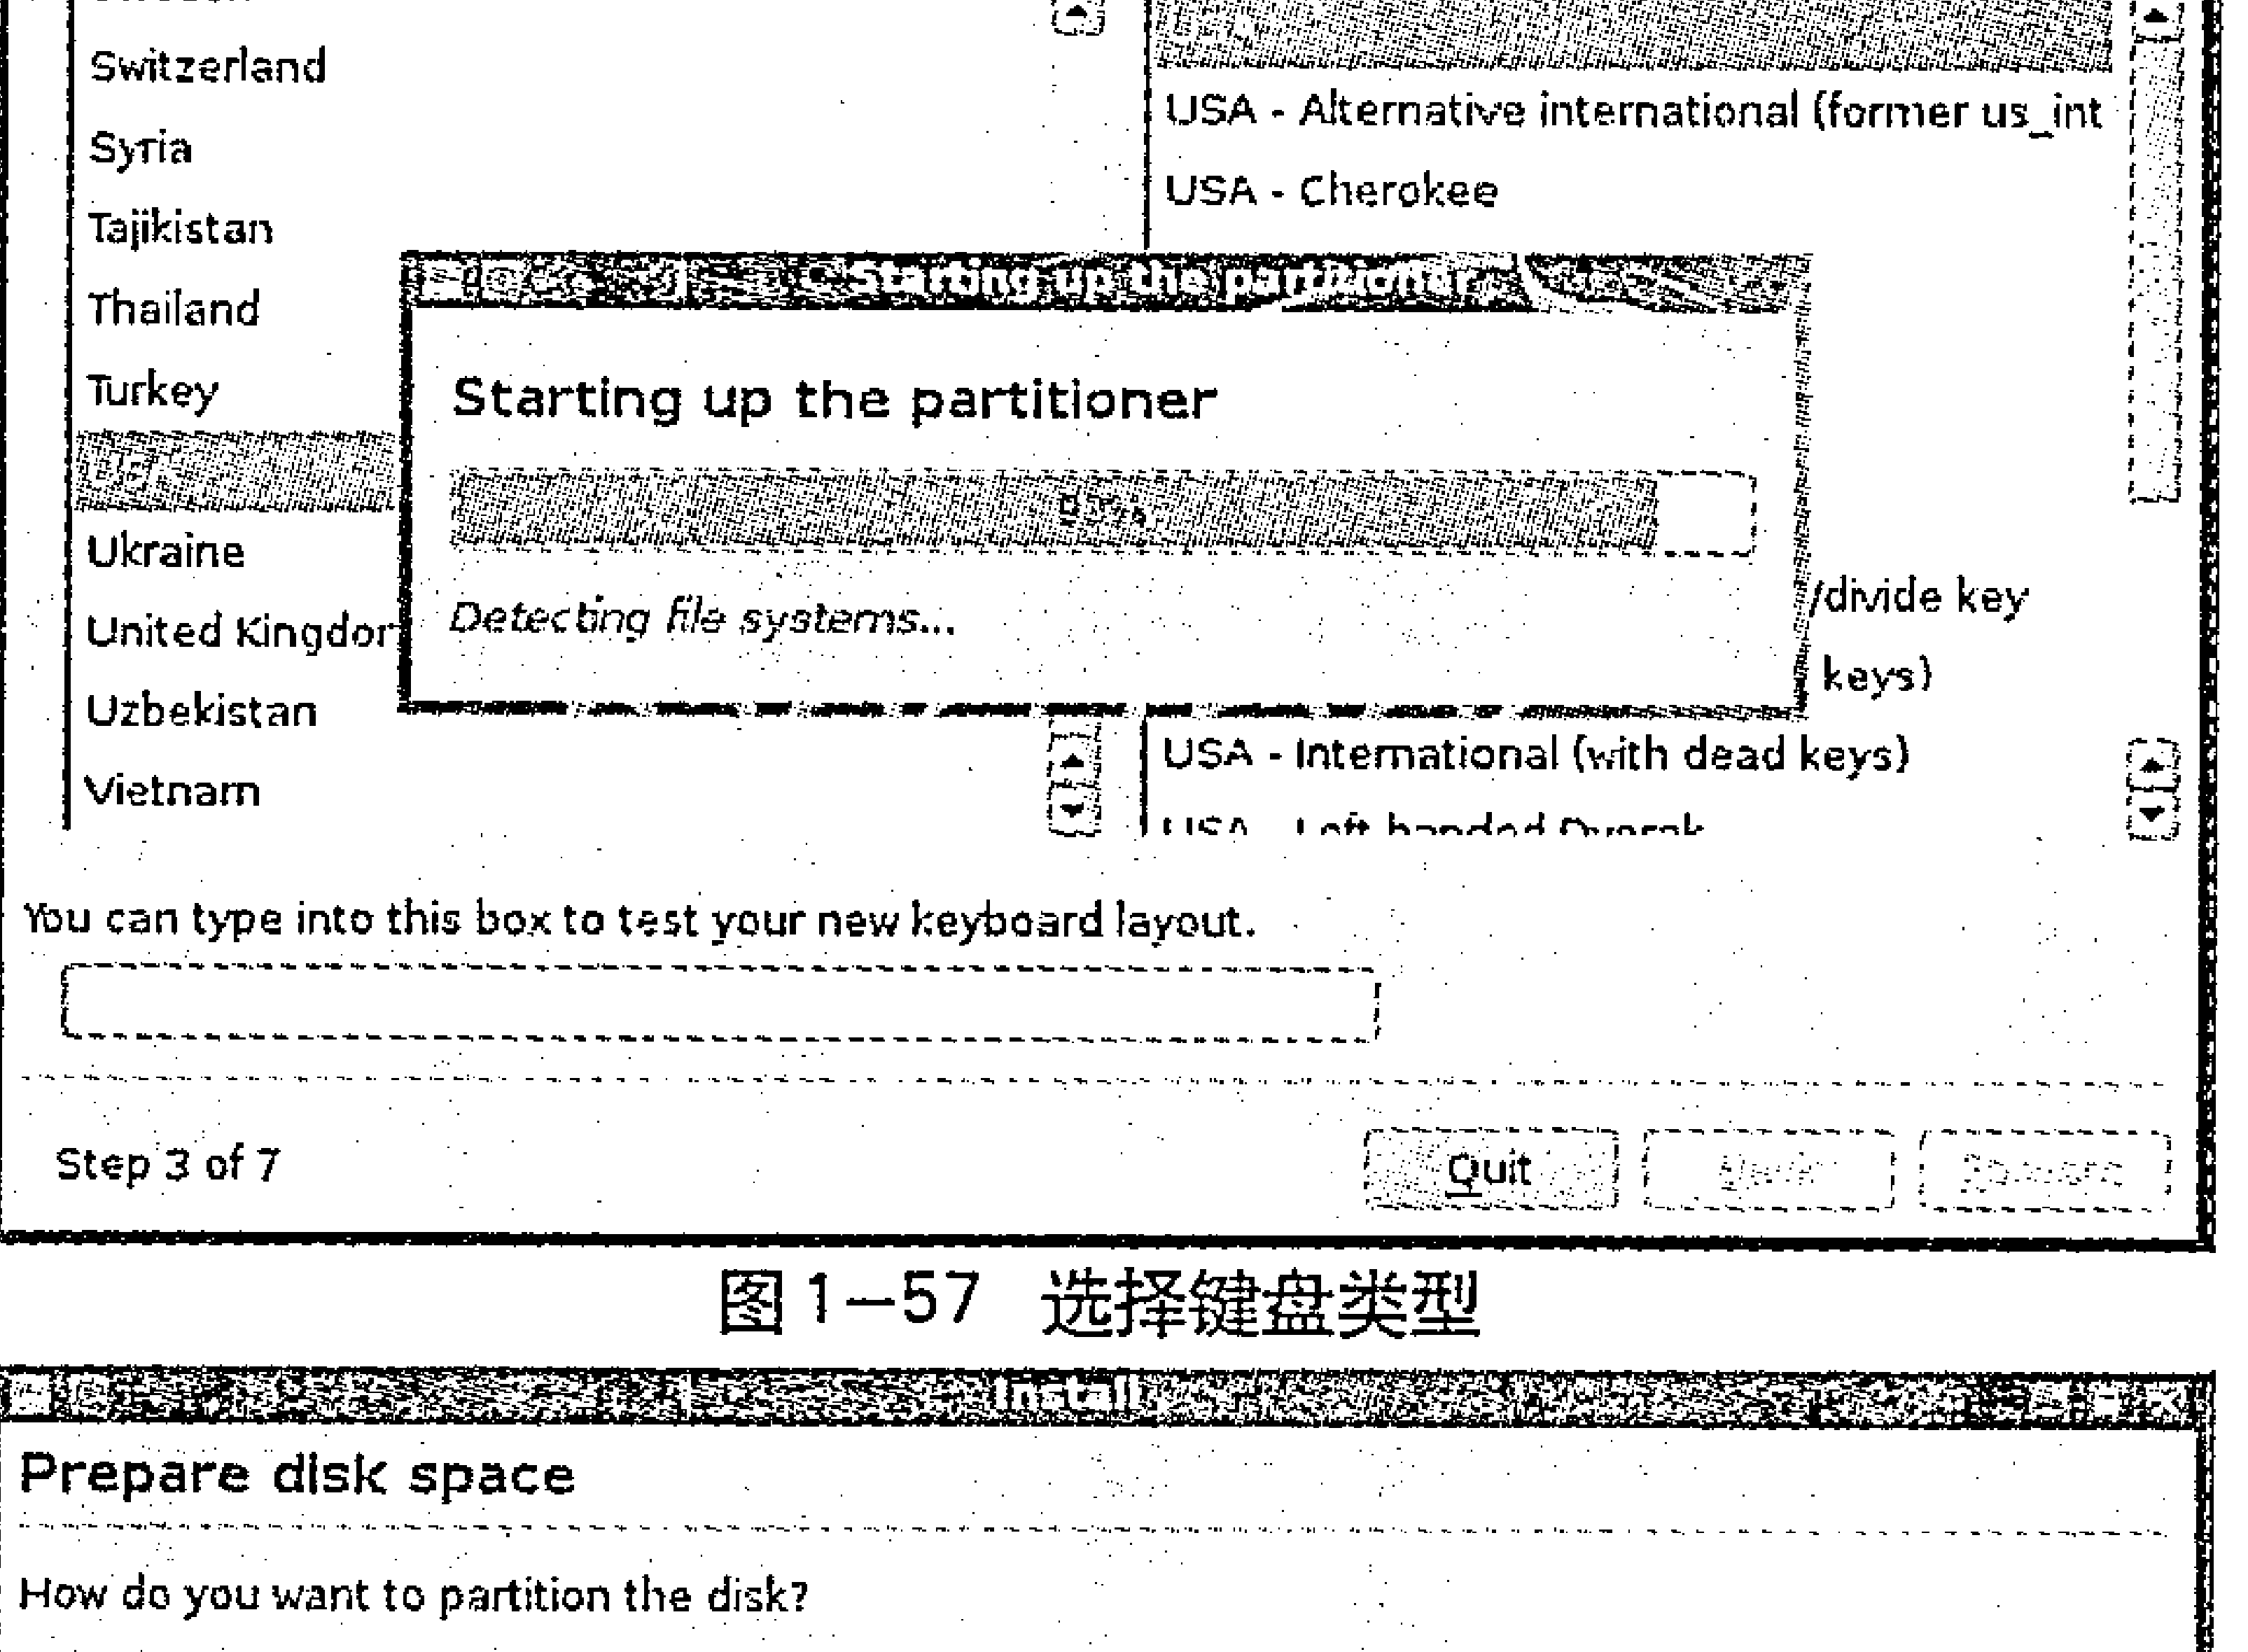 Switzerland
Syria
Tajikistan
Thailand
Turkey
Ukraine
United Kingdor
Uzbekistan
Vietnam
USA - Alternative international (former us_int
USA - Cherokee
Starting up the partitioner
Starting up the partitioner
Detecting file systems...
/divide key
keys)
USA - International (with dead keys)
You can type into this box to test your new keyboard layout.
Step 3 of 7
Quit
图1-57 选择键盘类型
Install
Prepare disk space
How do you want to partition the disk?